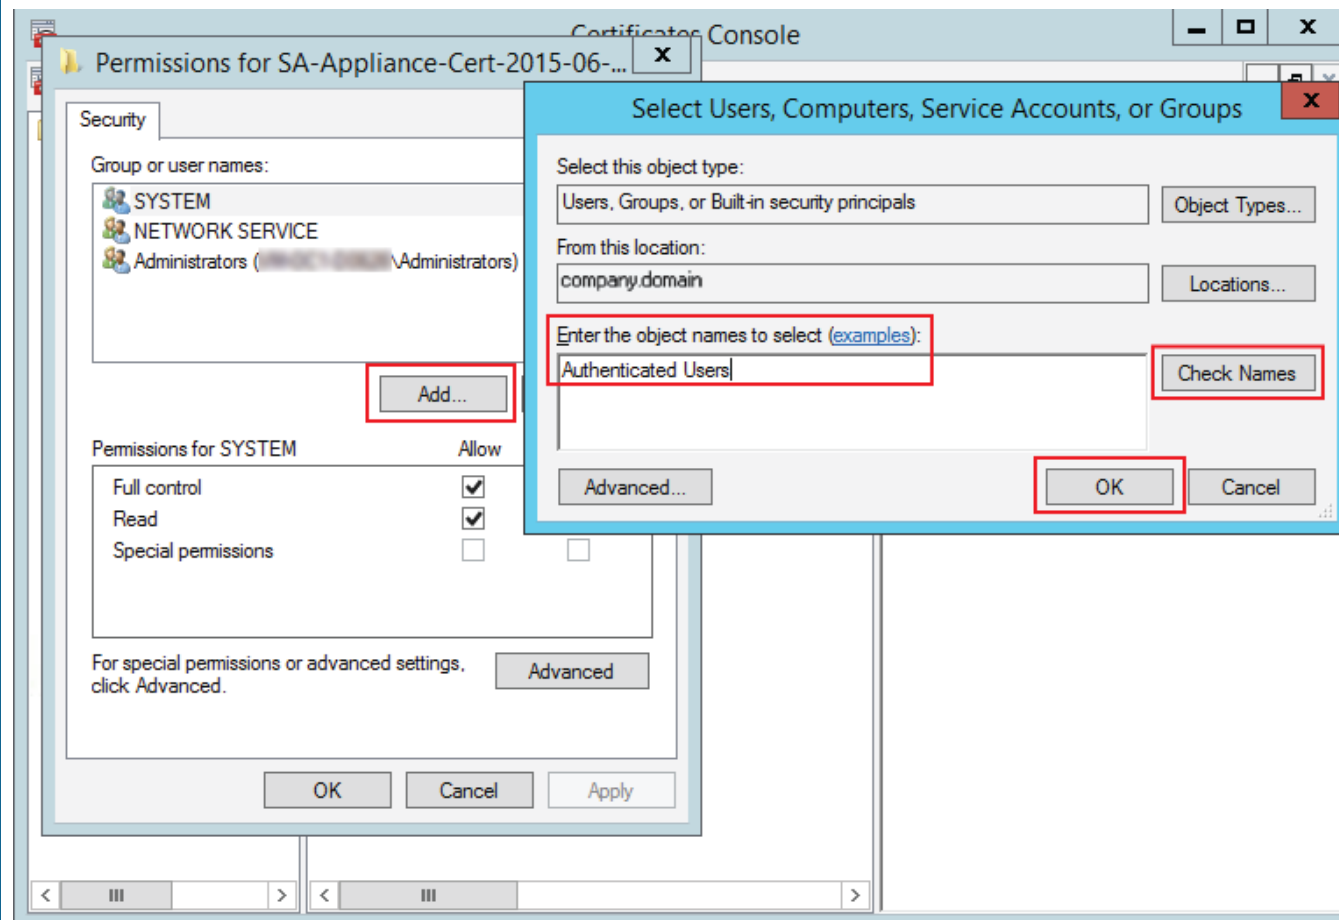 Certificates Console
Permissions for SA-Appliance-Cert-2015-06-...
Security
Group or user names:
SYSTEM
NETWORK SERVICE
Administrators ( \Administrators)
Add...
Permissions for SYSTEM
Allow
Full control
Read
Special permissions
For special permissions or advanced settings,
click Advanced.
Advanced
OK
Cancel
Apply
Select Users, Computers, Service Accounts, or Groups
Select this object type:
Users, Groups, or Built-in security principals
Object Types...
From this location:
company.domain
Locations...
Enter the object names to select (examples):
Authenticated Users
Check Names
Advanced...
OK
Cancel